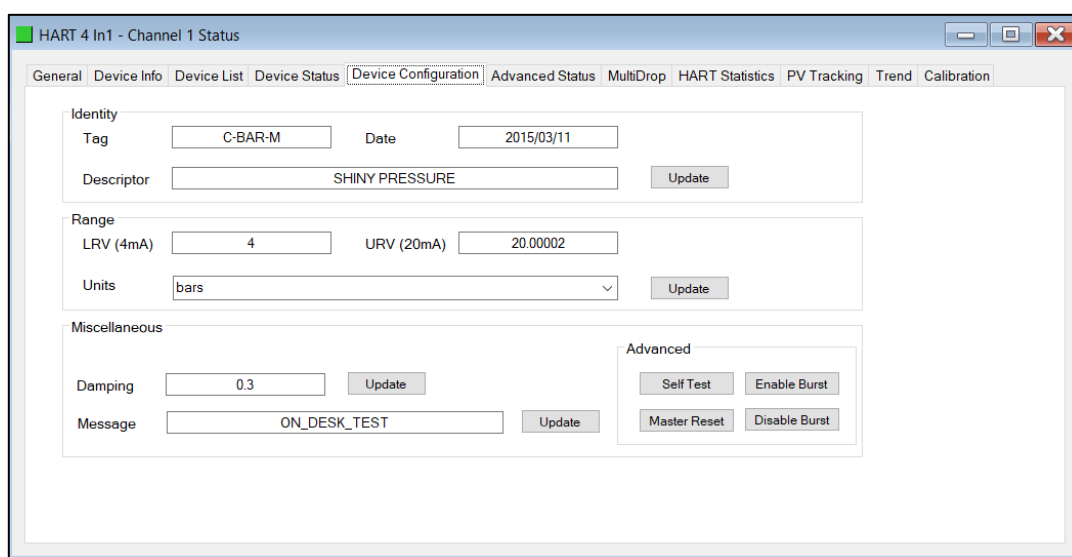 HART 4 In1 - Channel 1 Status
General Device Info Device List Device Status Device Configuration Advanced Status MultiDrop HART Statistics PV Tracking Trend Calibration
Identity
Tag C-BAR-M Date 2015/03/11
Descriptor SHINY PRESSURE Update
Range
LRV (4mA) 4 URV (20mA) 20.00002
Units bars Update
Miscellaneous
Advanced
Self Test Enable Burst
Damping 0.3 Update
Master Reset Disable Burst
Message ON_DESK_TEST Update